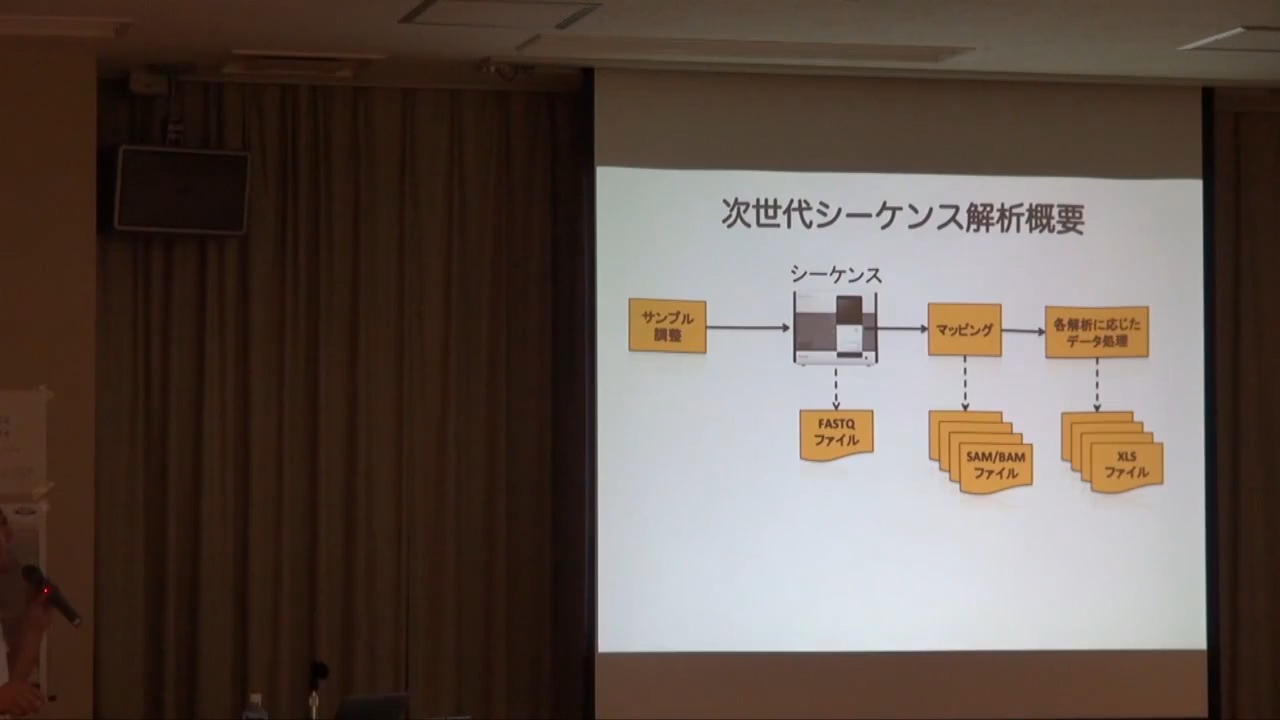 次世代シーケンス解析概要
シーケンス
サンプル
調整
マッピング
各解析に応じた
データ処理
FASTQ
ファイル
SAM/BAM
ファイル
XLS
ファイル